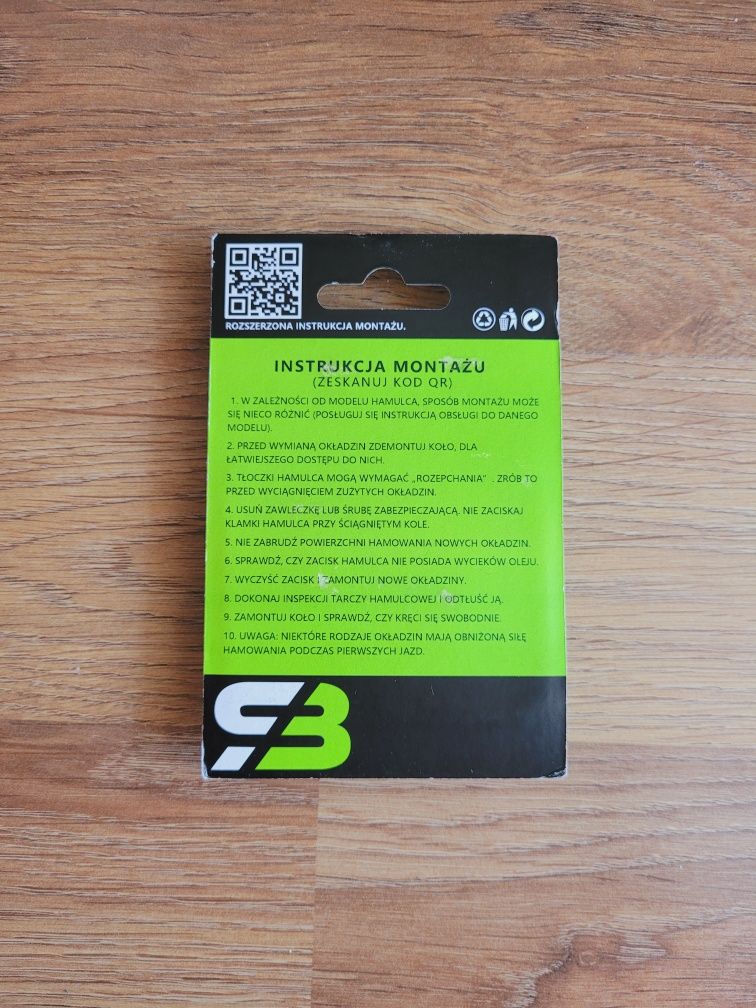 ROZSZERZONA INSTRUKCJA MONTAŻU.
INSTRUKCJA MONTAŻU
(ZESKANUJ KOD QR)
1. W ZALEŻNOŚCI OD MODELU HAMULCA, SPOSÓB MONTAŻU MOŻE
SIĘ NIECO RÓŻNIĆ (POSŁUGUJ SIĘ INSTRUKCJĄ OBSŁUGI DO DANEGO
MODELU).
2. PRZED WYMIANĄ OKŁADZIN ZDEMONTUJ KOŁO, DLA
ŁATWIEJSZEGO DOSTĘPU DO NICH.
3. TŁOCZKI HAMULCA MOGĄ WYMAGAĆ „ROZEPCHANIA” . ZRÓB TO
PRZED WYCIĄGNIĘCIEM ZUŻYTYCH OKŁADZIN.
4. USUŃ ZAWLECZKĘ LUB ŚRUBĘ ZABEZPIECZAJĄCĄ. NIE ZACISKAJ
KLAMKI HAMULCA PRZY ŚCIĄGNIĘTYM KOLE.
5. NIE ZABRUDŹ POWIERZCHNI HAMOWANIA NOWYCH OKŁADZIN.
6. SPRAWDŹ, CZY ZACISK HAMULCA NIE POSIADA WYCIEKÓW OLEJU.
7. WYCZYŚĆ ZACISK I ZAMONTUJ NOWE OKŁADZINY.
8. DOKONAJ INSPEKCJI TARCZY HAMULCOWEJ I ODTŁUŚĆ JĄ.
9. ZAMONTUJ KOŁO I SPRAWDŹ, CZY KRĘCI SIĘ SWOBODNIE.
10. UWAGA: NIEKTÓRE RODZAJE OKŁADZIN MAJĄ OBNIŻONĄ SIŁĘ
HAMOWANIA PODCZAS PIERWSZYCH JAZD.